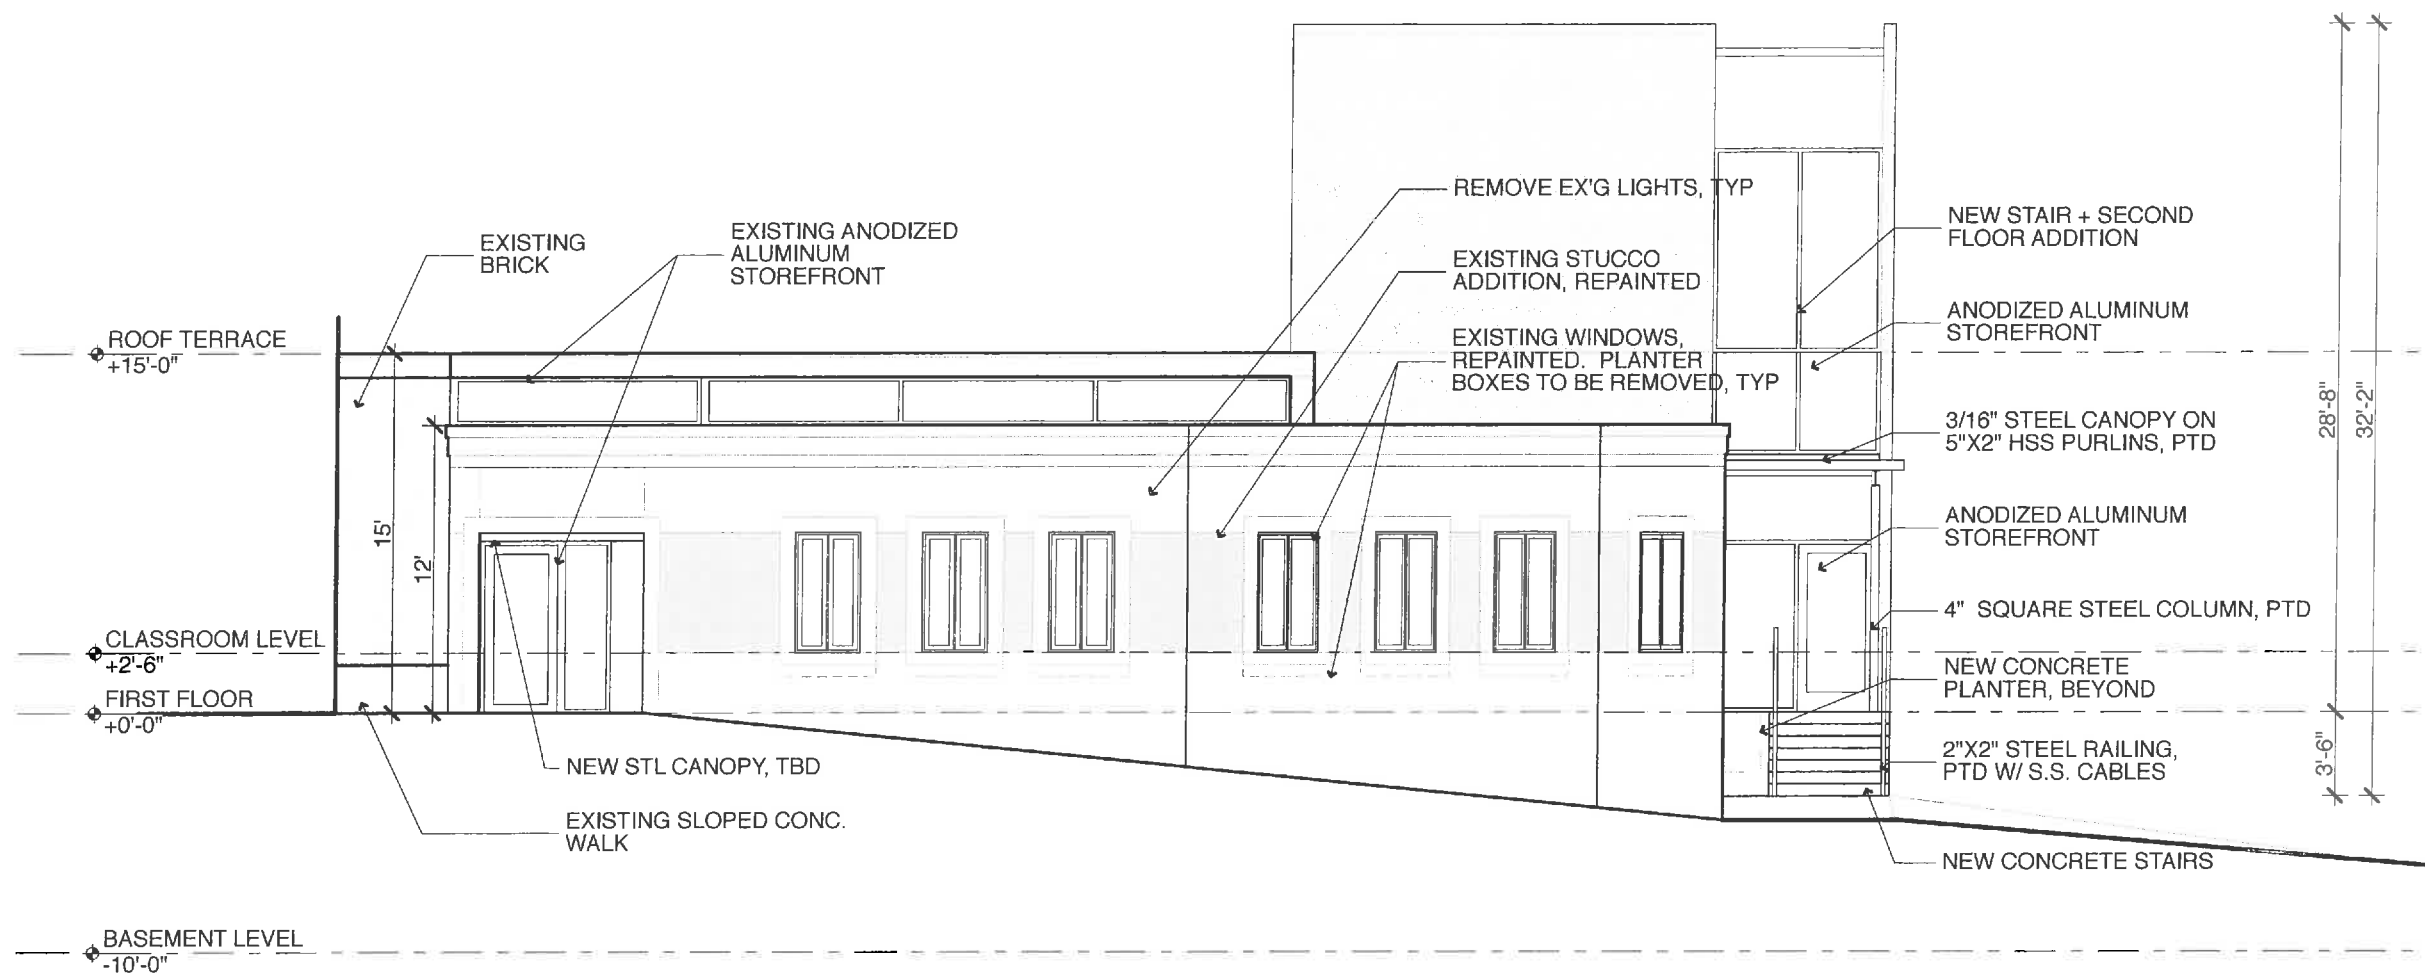 REMOVE EX'G LIGHTS, TYP
NEW STAIR + SECOND
FLOOR ADDITION
EXISTING
BRICK
EXISTING ANODIZED
ALUMINUM
STOREFRONT
EXISTING STUCCO
ADDITION, REPAINTED
ANODIZED ALUMINUM
STOREFRONT
ROOF TERRACE
+15'-0"
EXISTING WINDOWS,
REPAINTED. PLANTER
BOXES TO BE REMOVED, TYP
28'-8"
32'-2"
3/16" STEEL CANOPY ON
5"X2" HSS PURLINS, PTD
15'
12'
ANODIZED ALUMINUM
STOREFRONT
4" SQUARE STEEL COLUMN, PTD
CLASSROOM LEVEL
+2'-6"
NEW CONCRETE
PLANTER, BEYOND
FIRST FLOOR
+0'-0"
3'-6"
2"X2" STEEL RAILING,
PTD W/ S.S. CABLES
NEW STL CANOPY, TBD
EXISTING SLOPED CONC.
WALK
NEW CONCRETE STAIRS
BASEMENT LEVEL
-10'-0"